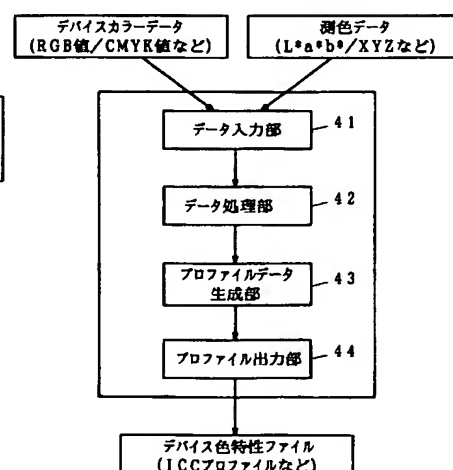 デバイスカラーデータ
(RGB値/CMYK値など)
測色データ
(L*a*b*/XYZなど)
データ入力部
41
データ処理部
42
プロファイルデータ
生成部
43
プロファイル出力部
44
デバイス色特性ファイル
(ICCプロファイルなど)